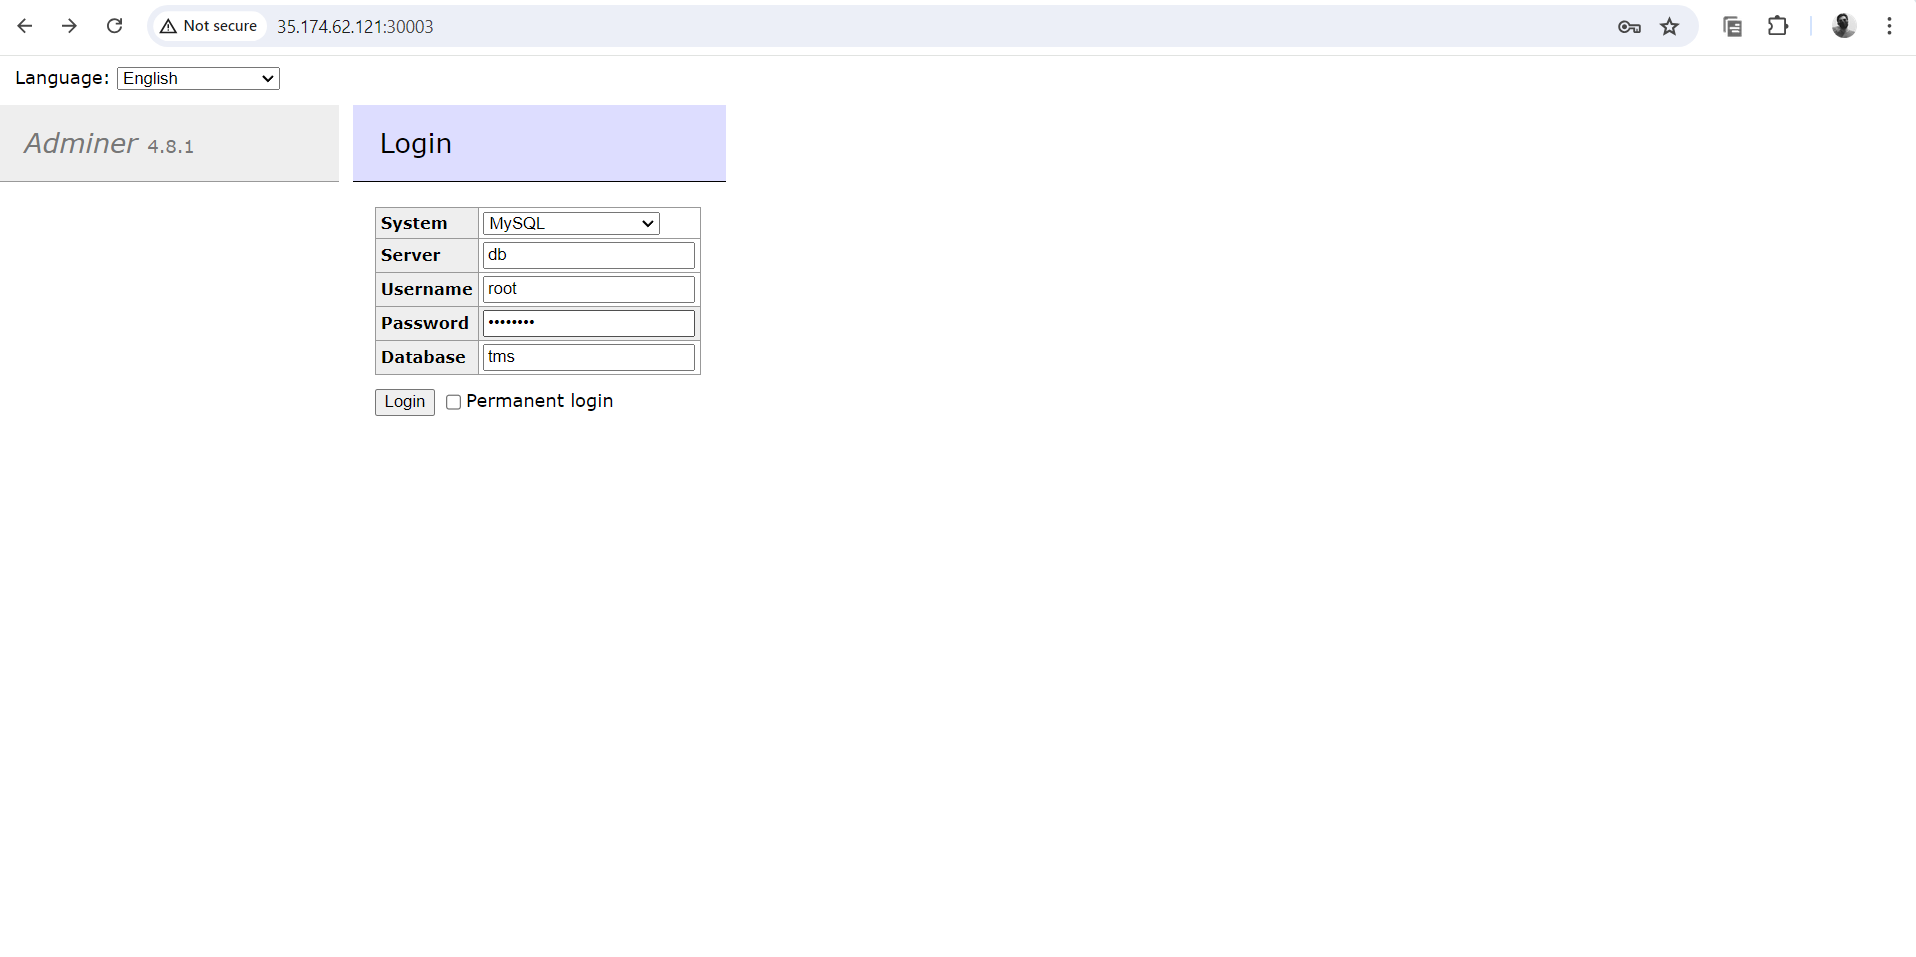 Not secure 35.174.62.121:30003
Language: English
Adminer 4.8.1
Login
System MySQL
Server db
Username root
Password ••••••••
Database tms
Login Permanent login